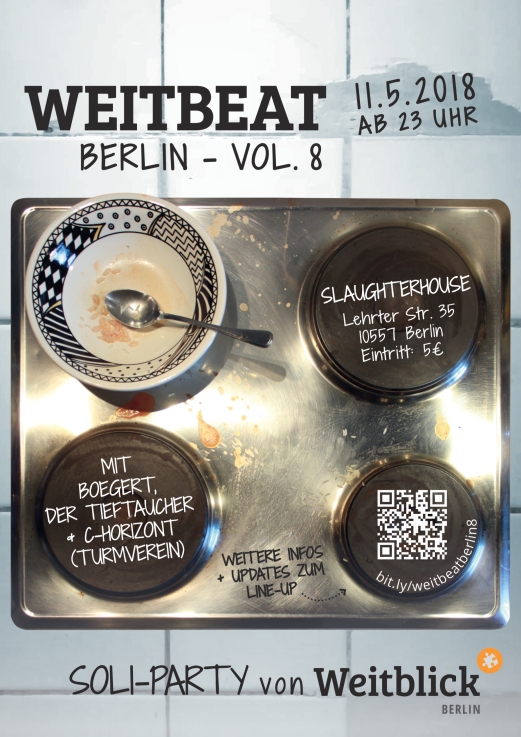 WEITBEAT
BERLIN - VOL. 8
11.5.2018
AB 23 UHR
SLAUGHTERHOUSE
Lehrter Str. 35
10557 Berlin
Eintritt: 5€
MIT
BOEGERT,
DER TIEFTAUCHER
& C-HORIZONT
(TURMVEREIN)
WEITERE INFOS
+ UPDATES ZUM
LINE-UP
bit.ly/weitbeatberlin8
SOLI-PARTY von Weitblick
BERLIN